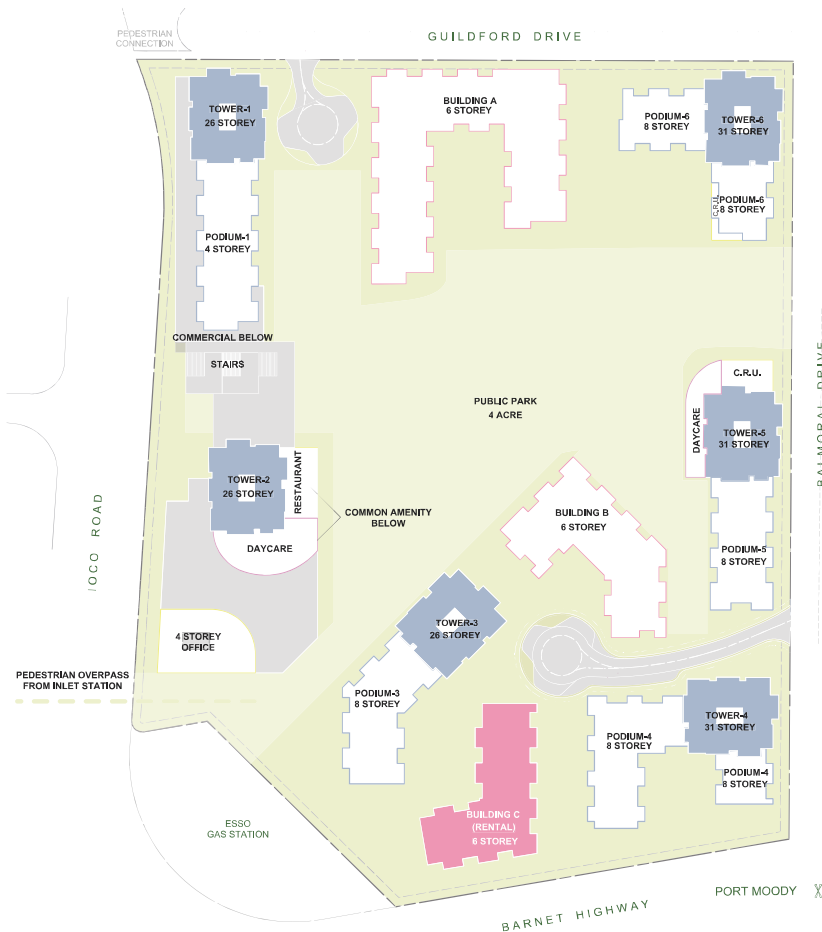 PEDESTRIAN
CONNECTION
GUILDFORD DRIVE
TOWER-1
26 STOREY
BUILDING A
6 STOREY
PODIUM-6
8 STOREY
TOWER-6
31 STOREY
C.R.U.
PODIUM-6
8 STOREY
PODIUM-1
4 STOREY
COMMERCIAL BELOW
STAIRS
C.R.U.
DAYCARE
TOWER-5
31 STOREY
BALMORAL DRIVE
PUBLIC PARK
4 ACRE
TOWER-2
26 STOREY
RESTAURANT
COMMON AMENITY
BELOW
DAYCARE
IOCO ROAD
BUILDING B
6 STOREY
PODIUM-5
8 STOREY
4 STOREY
OFFICE
TOWER-3
26 STOREY
PEDESTRIAN OVERPASS
FROM INLET STATION
PODIUM-3
8 STOREY
TOWER-4
31 STOREY
PODIUM-4
8 STOREY
PODIUM-4
8 STOREY
BUILDING C
(RENTAL)
6 STOREY
ESSO
GAS STATION
PORT MOODY
BARNET HIGHWAY